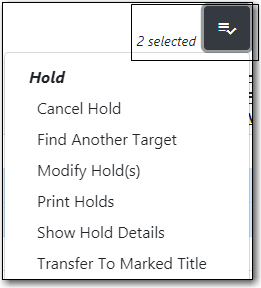 2 selected
Hold
Cancel Hold
Find Another Target
Modify Hold(s)
Print Holds
Show Hold Details
Transfer To Marked Title